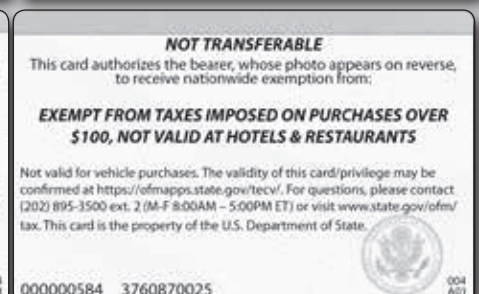 NOT TRANSFERABLE
This card authorizes the bearer, whose photo appears on reverse,
to receive nationwide exemption from:
EXEMPT FROM TAXES IMPOSED ON PURCHASES OVER
$100, NOT VALID AT HOTELS & RESTAURANTS
Not valid for vehicle purchases. The validity of this card/privilege may be
confirmed at https://ofmapps.state.gov/tecv/. For questions, please contact
(202) 895-3500 ext. 2 (M-F 8:00AM – 5:00PM ET) or visit www.state.gov/ofm/
tax. This card is the property of the U.S. Department of State.
004
000000584 3760870025 A01